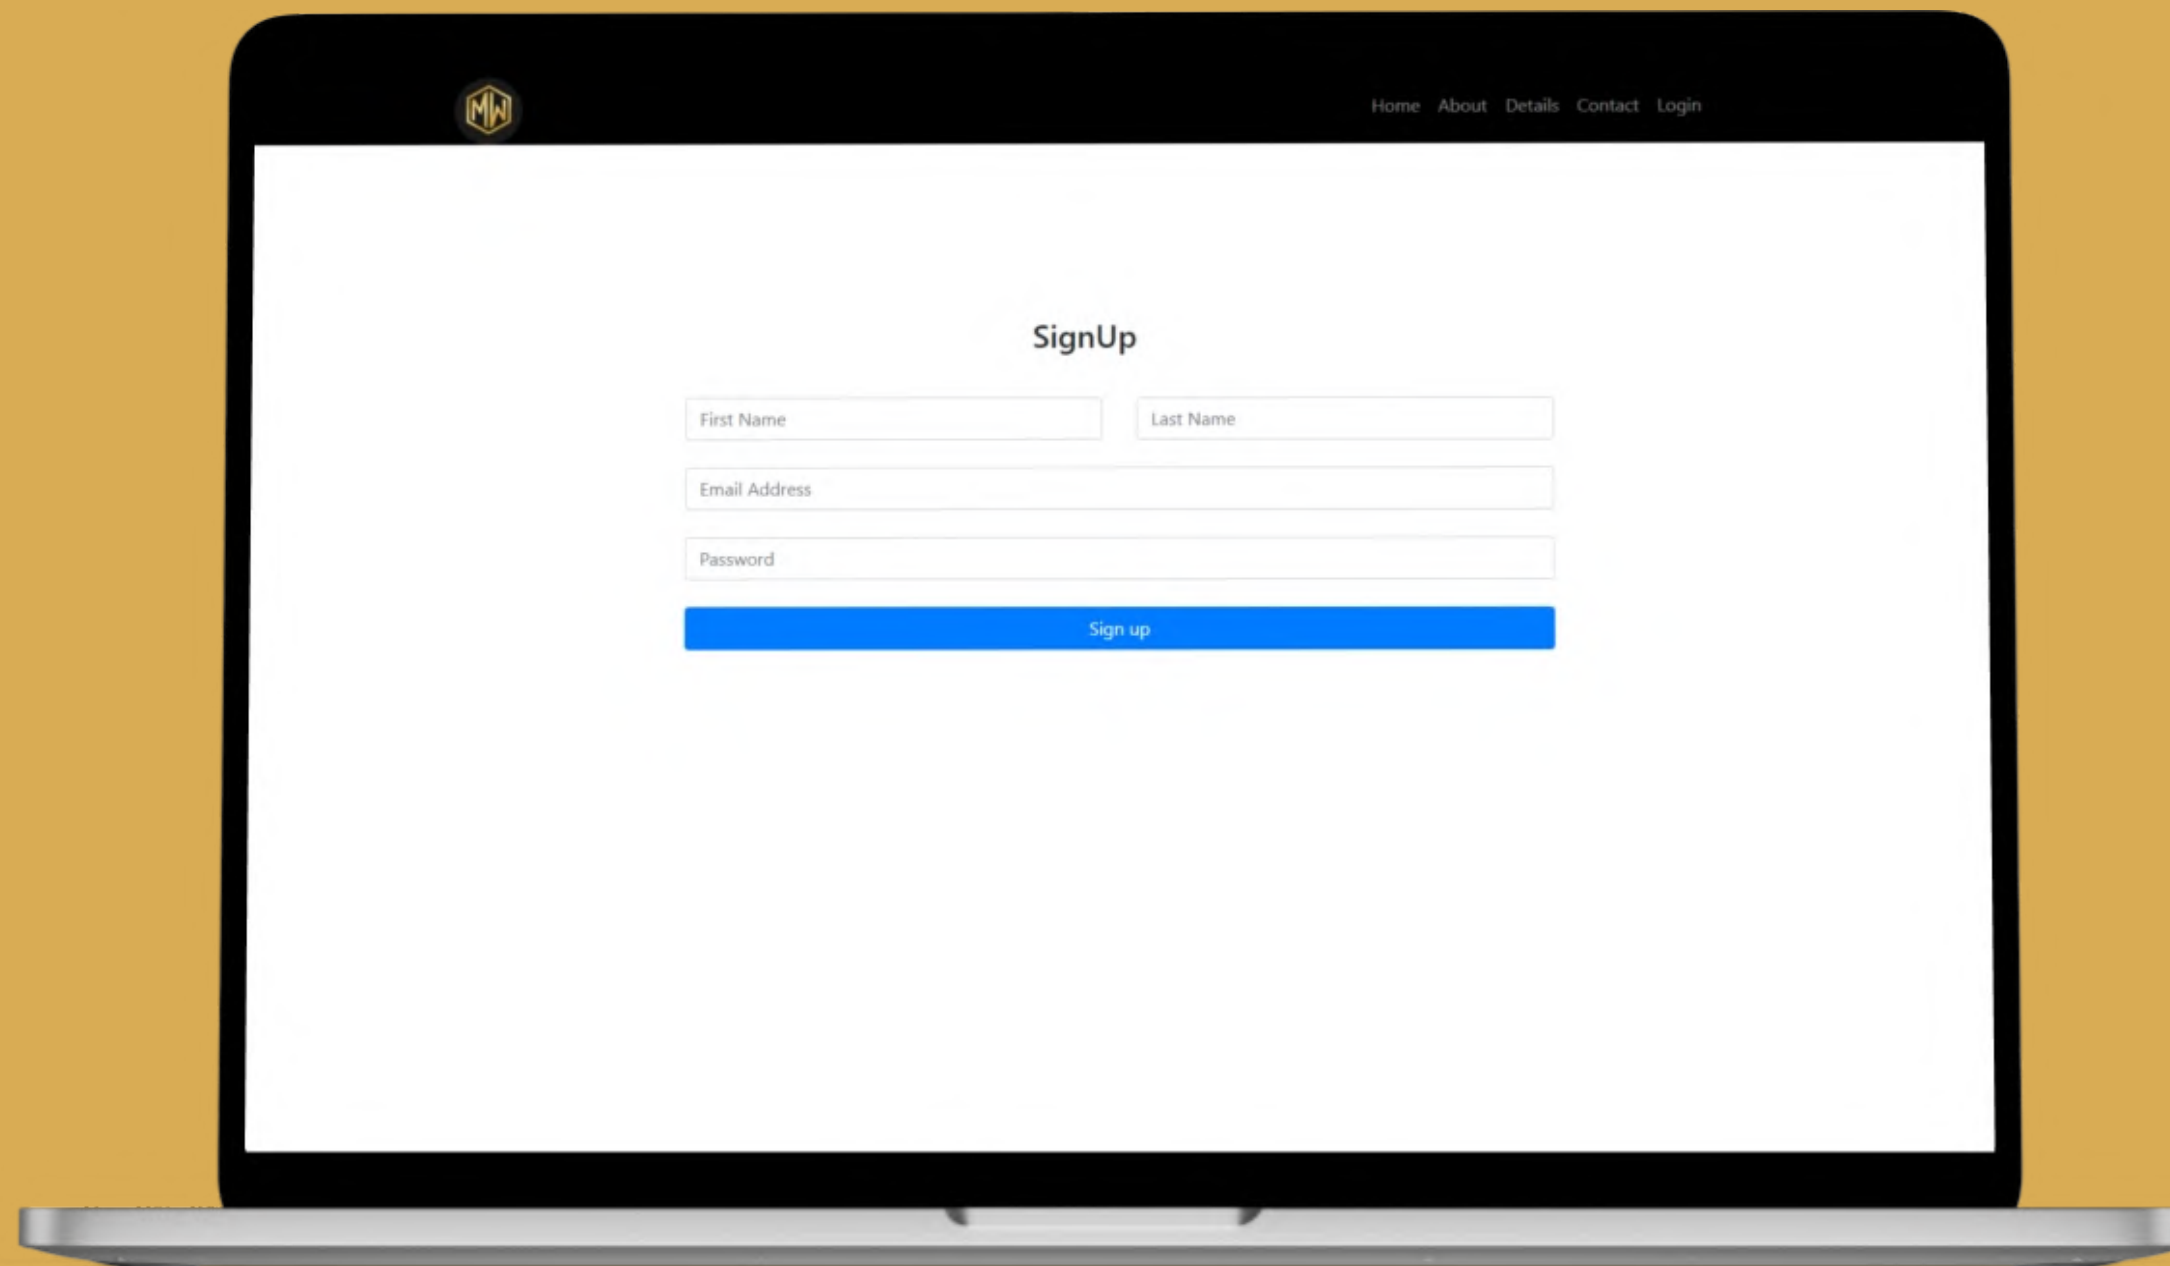 MW
Home About Details Contact Login
SignUp
First Name Last Name
Email Address
Password
Sign up